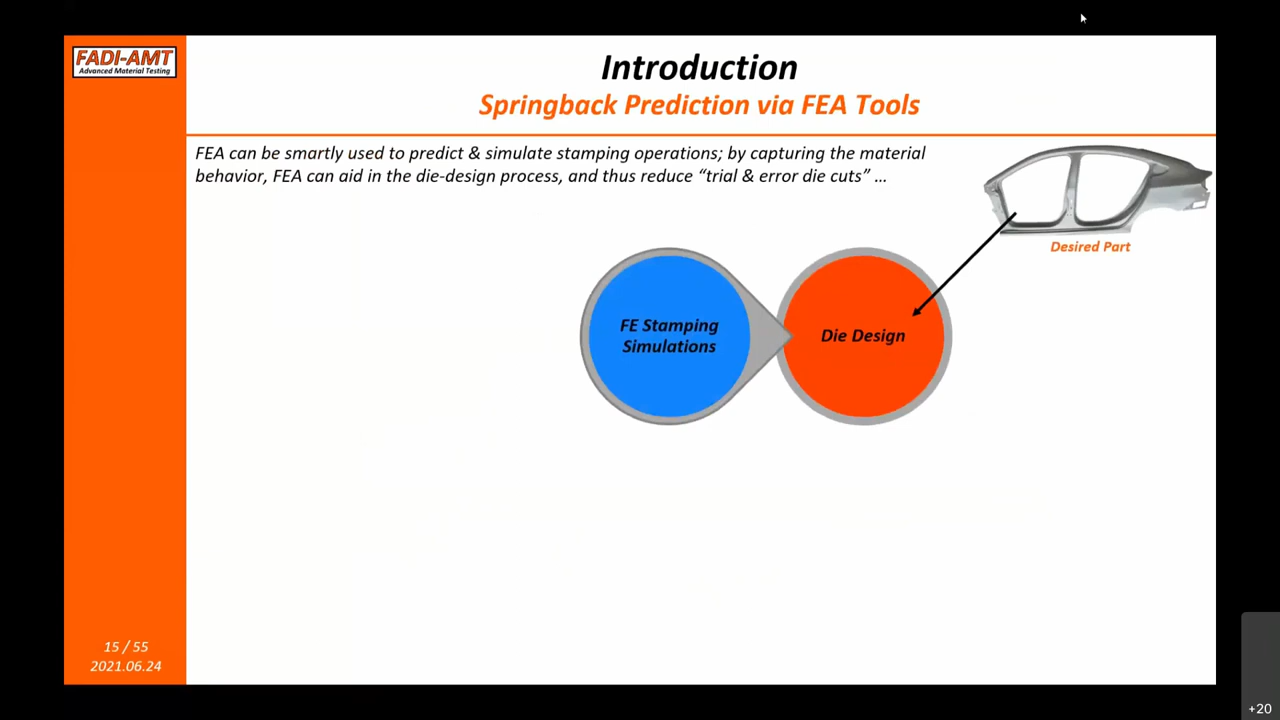 FADI-AMT
Advanced Material Testing
Introduction
Springback Prediction via FEA Tools
FEA can be smartly used to predict & simulate stamping operations; by capturing the material
behavior, FEA can aid in the die-design process, and thus reduce “trial & error die cuts” ...
Desired Part
FE Stamping
Simulations
Die Design
15 / 55
2021.06.24
+20